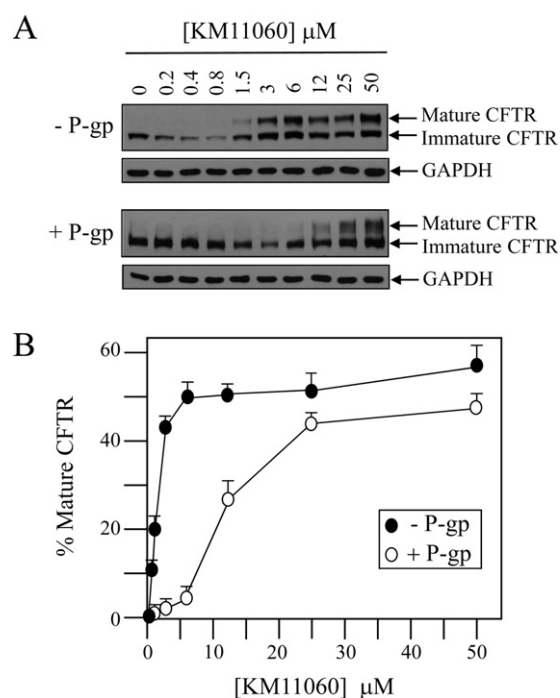 A
[KM11060] µM
0 0.2 0.4 0.8 1.5 3 6 12 25 50
- P-gp
Mature CFTR
Immature CFTR
GAPDH
+ P-gp
Mature CFTR
Immature CFTR
GAPDH
B
% Mature CFTR
60
40
20
0
- P-gp
+ P-gp
0 10 20 30 40 50
[KM11060] µM